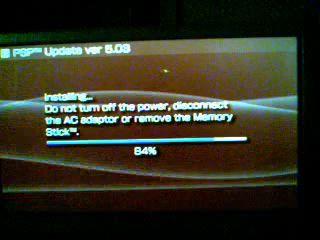 PSP™ Update ver 5.03
Installing...
Do not turn off the power, disconnect
the AC adaptor or remove the Memory
Stick™.
84%